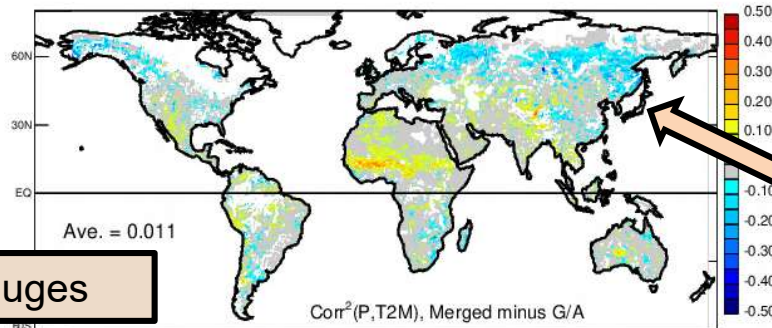 0.50
60N
0.40
0.30
0.20
30N
0.10
EQ
-0.10
-0.20
Ave. = 0.011
-0.30
uges
-0.40
Corr²(P,T2M), Merged minus G/A
-0.50